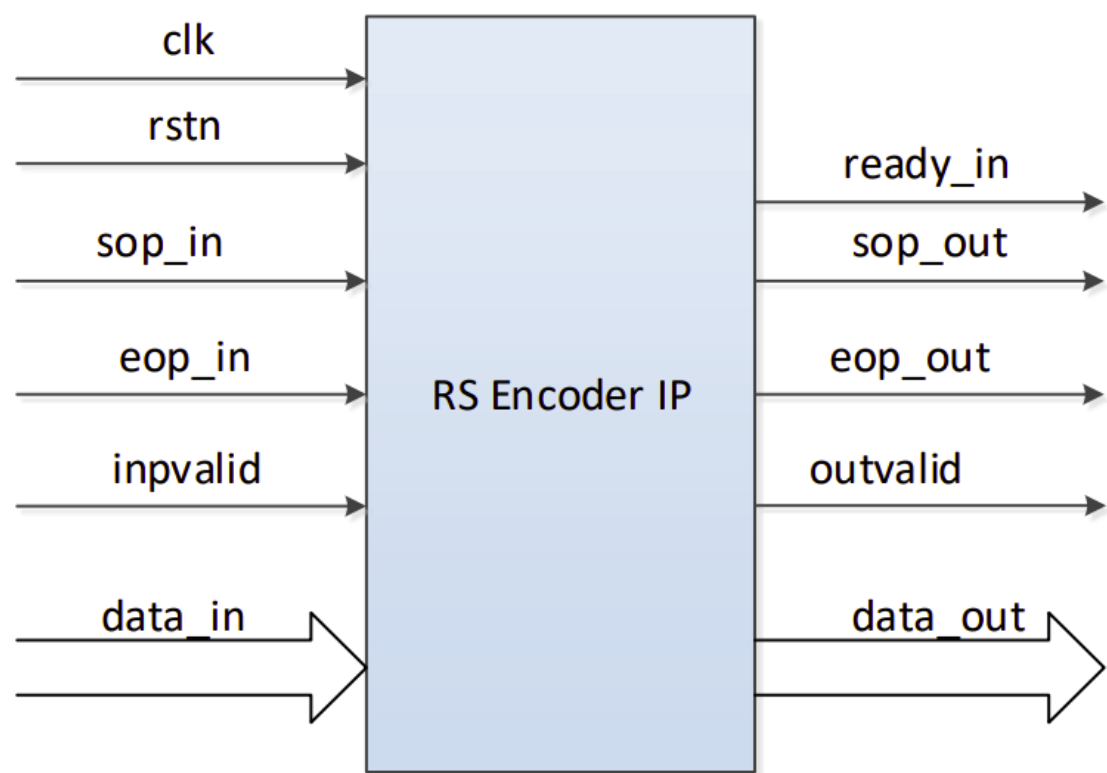 clk
rstn
sop_in
eop_in
inpvalid
data_in
RS Encoder IP
ready_in
sop_out
eop_out
outvalid
data_out